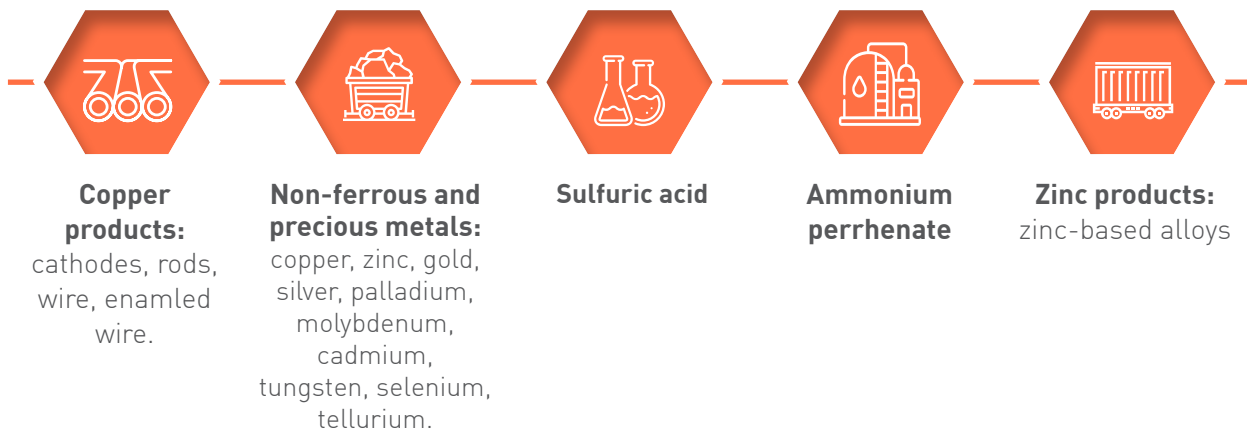 Copper
products:
cathodes, rods,
wire, enamled
wire.
Non-ferrous and
precious metals:
copper, zinc, gold,
silver, palladium,
molybdenum,
cadmium,
tungsten, selenium,
tellurium.
Sulfuric acid
Ammonium
perrhenate
Zinc products:
zinc-based alloys